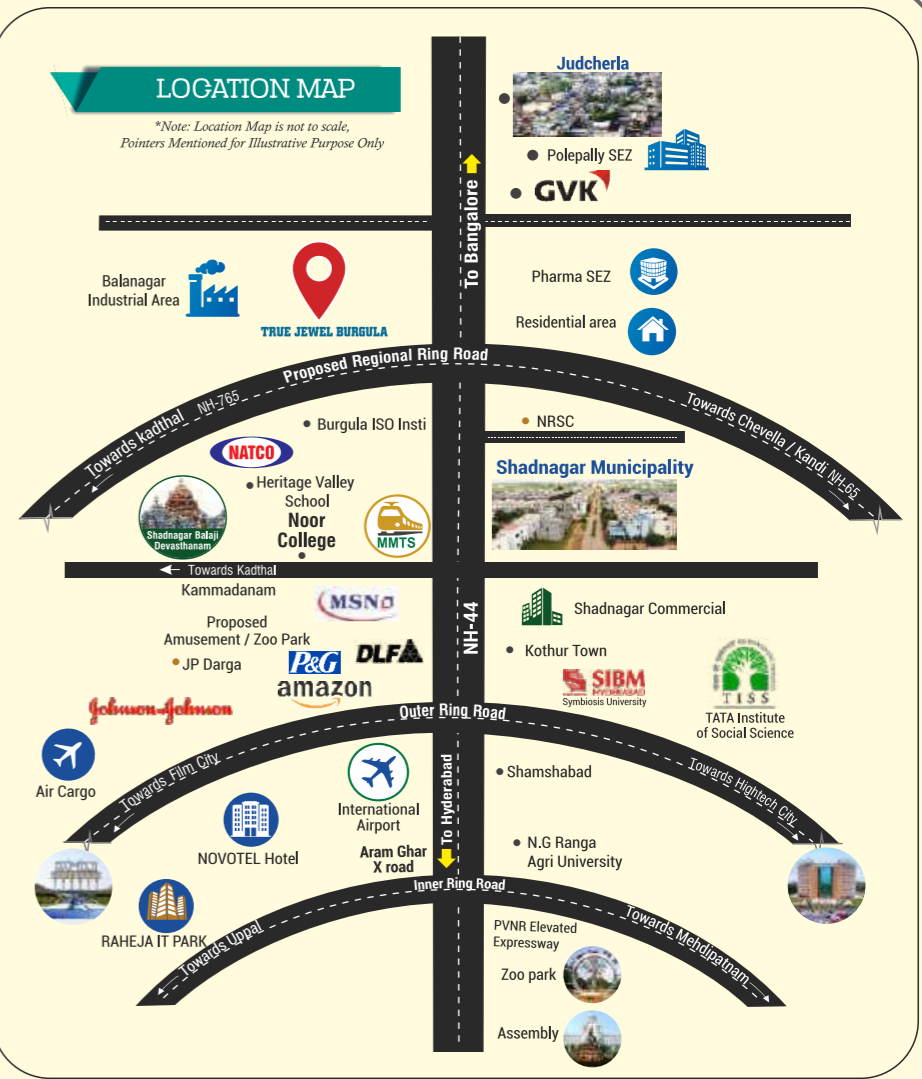 LOCATION MAP
*Note: Location Map is not to scale,
Pointers Mentioned for Illustrative Purpose Only
Judcherla
Polepally SEZ
GVK
To Bangalore
Balanagar
Industrial Area
TRUE JEWEL BURGULA
Pharma SEZ
Residential area
Proposed Regional Ring Road
Towards kadthal NH-765
Towards Chevella / Kandi NH-65
Burgula ISO Insti
NRSC
NATCO
Heritage Valley
School
Noor
College
Shadnagar Balaji
Devasthanam
MMTS
Shadnagar Municipality
Towards Kadthal
Kammadanam
MSN
NH-44
Shadnagar Commercial
Proposed
Amusement / Zoo Park
JP Darga
P&G
DLF
amazon
Kothur Town
SIBM
HYDERABAD
Symbiosis University
TISS
TATA Institute
of Social Science
Johnson & Johnson
Outer Ring Road
Air Cargo
Towards Film City
Towards Hightech City
International
Airport
To Hyderabad
Shamshabad
NOVOTEL Hotel
Aram Ghar
X road
N.G Ranga
Agri University
Inner Ring Road
RAHEJA IT PARK
Towards Uppal
Towards Mehdipatnam
PVNR Elevated
Expressway
Zoo park
Assembly